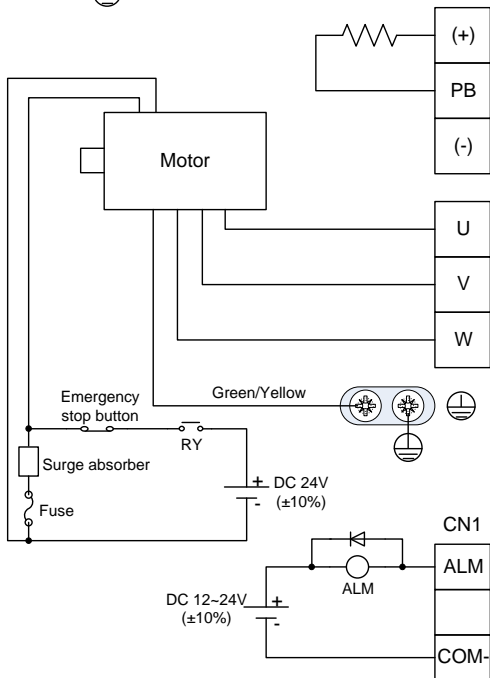 (+)
PB
(-)
Motor
U
V
W
Green/Yellow
Emergency
stop button
RY
Surge absorber
+ DC 24V
- (±10%)
Fuse
CN1
ALM
ALM
DC 12~24V +
(±10%) -
COM-